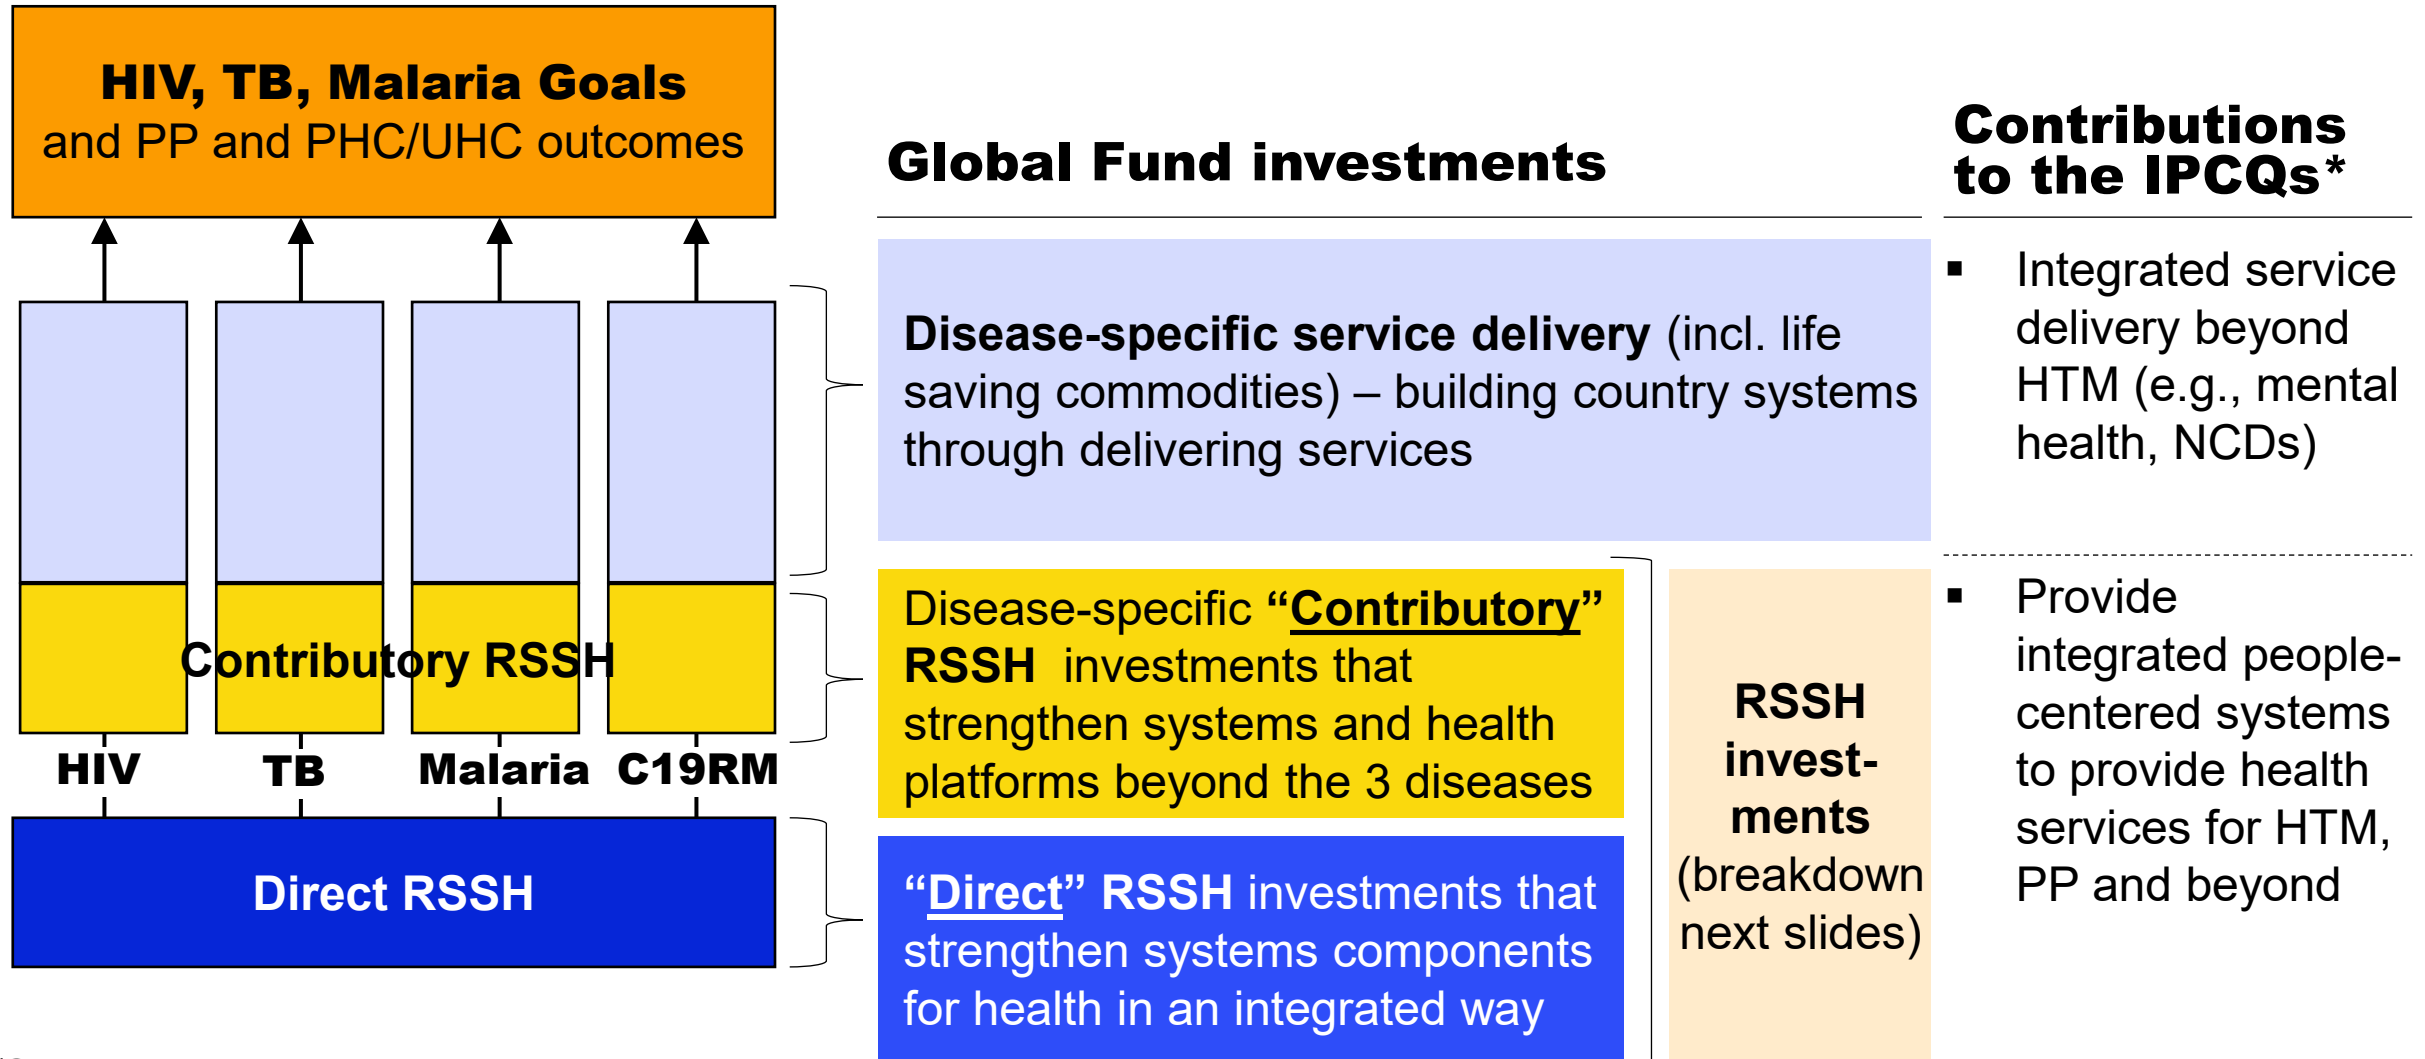 HIV, TB, Malaria Goals
and PP and PHC/UHC outcomes
Contributory RSSH
HIV
TB
Malaria
C19RM
Direct RSSH
Global Fund investments
Disease-specific service delivery (incl. life
saving commodities) – building country systems
through delivering services
Disease-specific “Contributory”
RSSH investments that
strengthen systems and health
platforms beyond the 3 diseases
“Direct” RSSH investments that
strengthen systems components
for health in an integrated way
RSSH
invest-
ments
(breakdown
next slides)
Contributions
to the IPCQs*
▪ Integrated service
delivery beyond
HTM (e.g., mental
health, NCDs)
▪ Provide
integrated people-
centered systems
to provide health
services for HTM,
PP and beyond